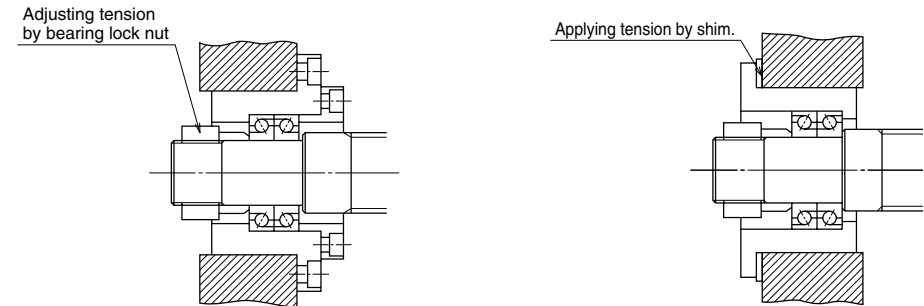 Adjusting tension
by bearing lock nut
Applying tension by shim.